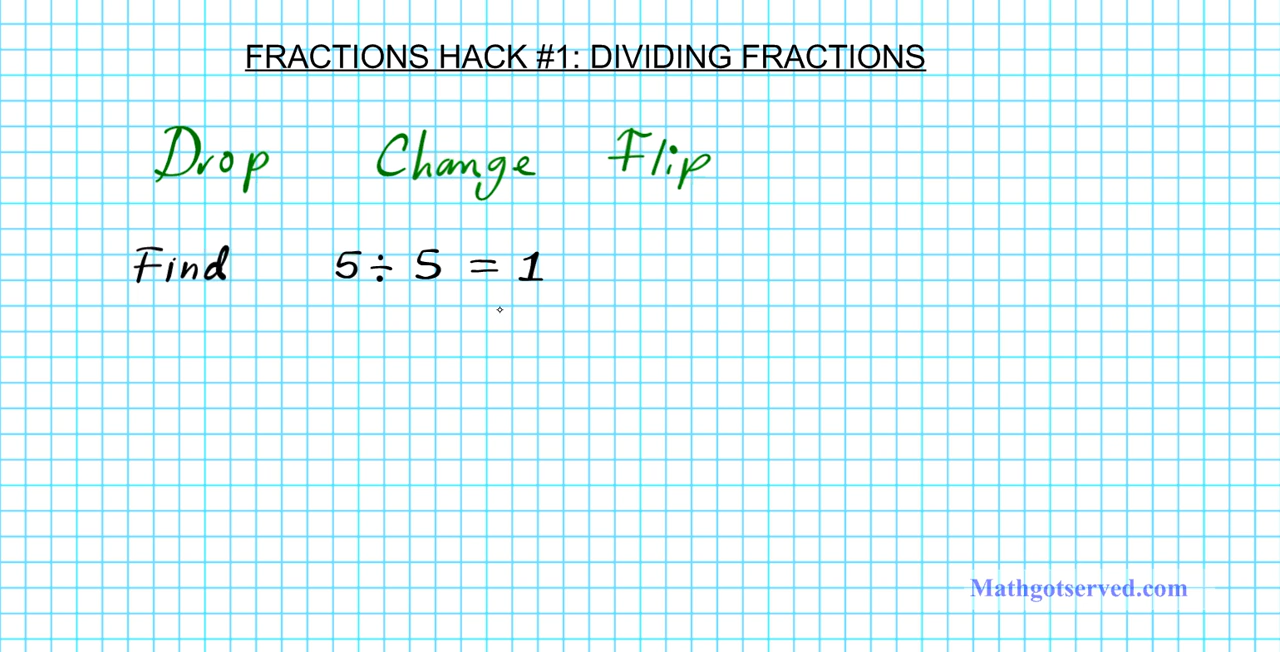 FRACTIONS HACK #1: DIVIDING FRACTIONS
Drop Change Flip
Find 5 ÷ 5 = 1
Mathgotserved.com